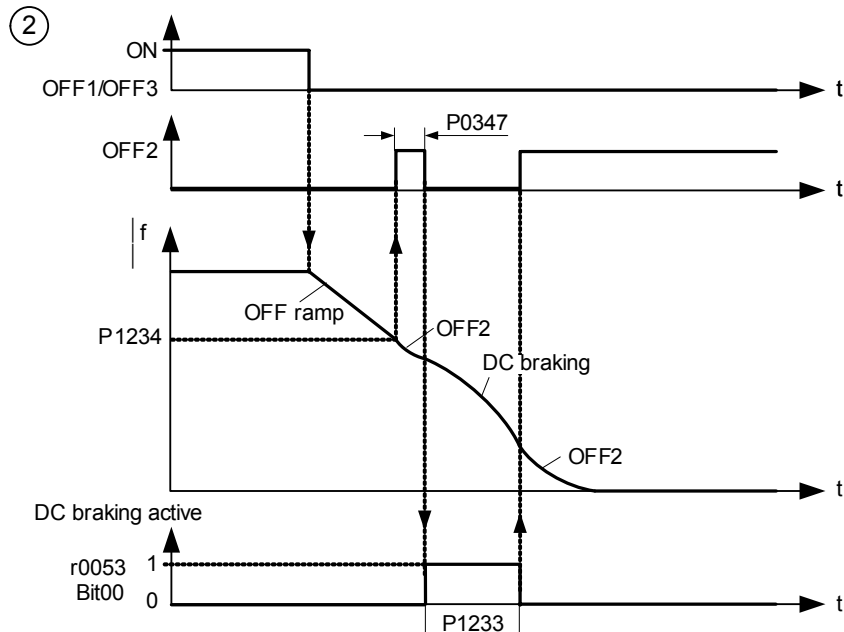 2
ON
OFF1/OFF3
t
P0347
OFF2
t
f
OFF ramp
P1234
OFF2
DC braking
OFF2
t
DC braking active
r0053 1
Bit00
0
t
P1233